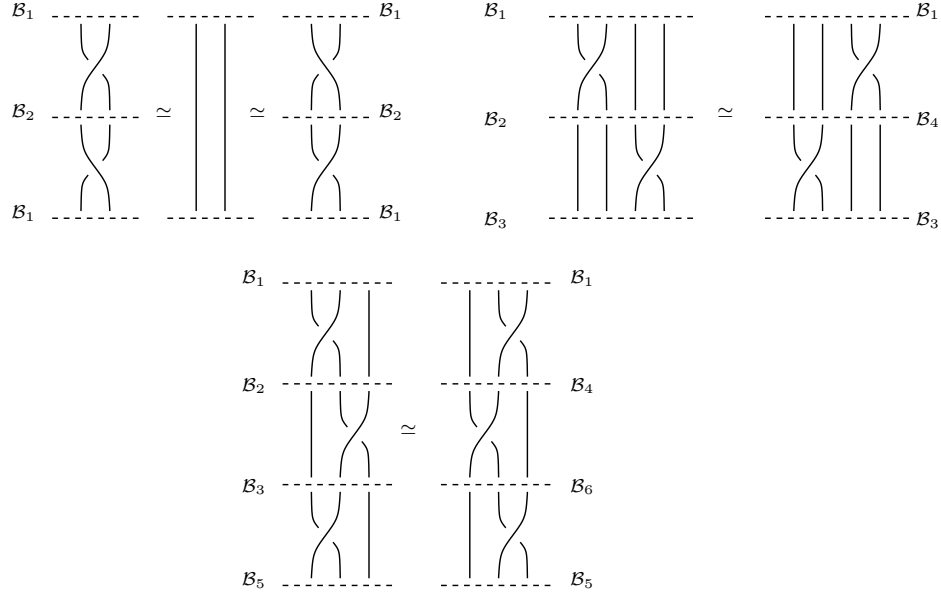 B₁ B₁ B₁ B₁
B₂ ≃ ≃ B₂ B₂ ≃ B₄
B₁ B₁ B₃ B₃
B₁ B₁
B₂ B₄
≃
B₃ B₆
B₅ B₅